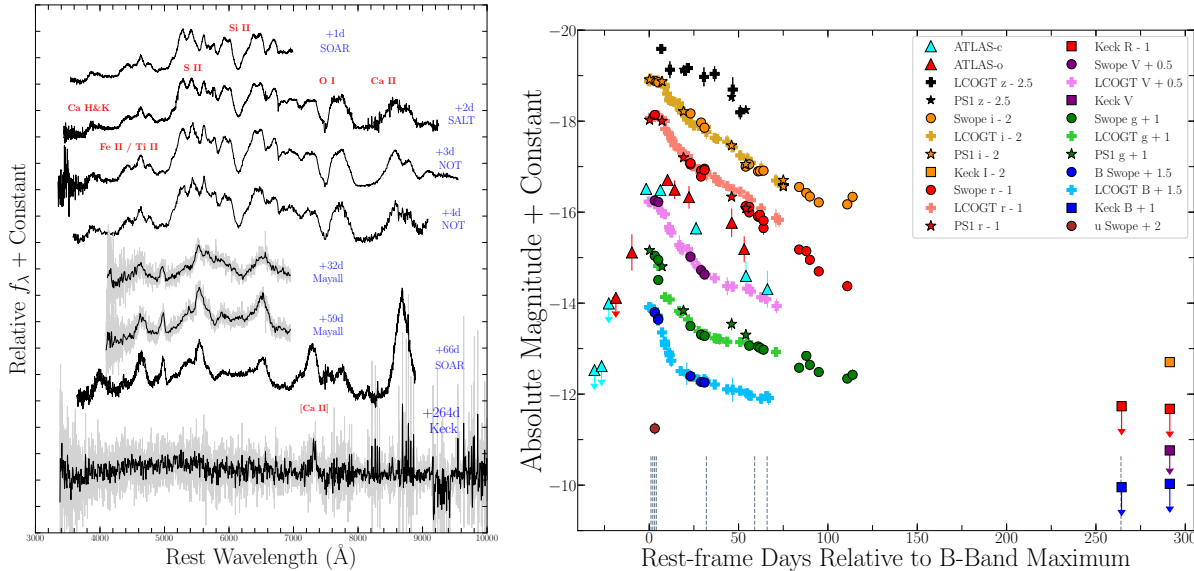 Si II
+1d
SOAR
S II
O I
Ca II
Ca H&K
+2d
SALT
Fe II / Ti II
+3d
NOT
+4d
NOT
+32d
Mayall
+59d
Mayall
+66d
SOAR
[Ca II]
+264d
Keck
Relative fλ + Constant
3000 4000 5000 6000 7000 8000 9000 10000
Rest Wavelength (Å)
−20
−18
−16
−14
−12
−10
Absolute Magnitude + Constant
ATLAS-c
ATLAS-o
LCOGT z - 2.5
PS1 z - 2.5
Swope i - 2
LCOGT i - 2
PS1 i - 2
Keck I - 2
Swope r - 1
LCOGT r - 1
PS1 r - 1
Keck R - 1
Swope V + 0.5
LCOGT V + 0.5
Keck V
Swope g + 1
LCOGT g + 1
PS1 g + 1
B Swope + 1.5
LCOGT B + 1.5
Keck B + 1
u Swope + 2
0 50 100 150 200 250 300
Rest-frame Days Relative to B-Band Maximum